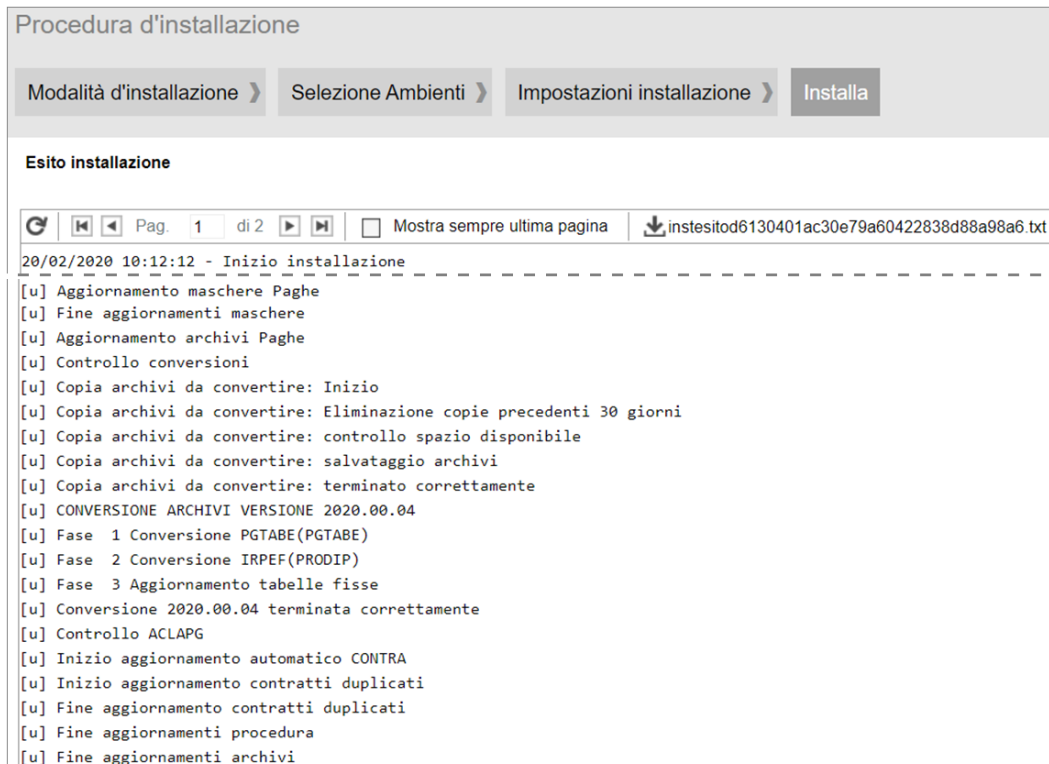 Procedura d'installazione
Modalità d'installazione ❱ Selezione Ambienti ❱ Impostazioni installazione ❱ Installa
Esito installazione
Pag. 1 di 2 Mostra sempre ultima pagina instesitod6130401ac30e79a60422838d88a98a6.txt
20/02/2020 10:12:12 - Inizio installazione
[u] Aggiornamento maschere Paghe
[u] Fine aggiornamenti maschere
[u] Aggiornamento archivi Paghe
[u] Controllo conversioni
[u] Copia archivi da convertire: Inizio
[u] Copia archivi da convertire: Eliminazione copie precedenti 30 giorni
[u] Copia archivi da convertire: controllo spazio disponibile
[u] Copia archivi da convertire: salvataggio archivi
[u] Copia archivi da convertire: terminato correttamente
[u] CONVERSIONE ARCHIVI VERSIONE 2020.00.04
[u] Fase  1 Conversione PGTABE(PGTABE)
[u] Fase  2 Conversione IRPEF(PRODIP)
[u] Fase  3 Aggiornamento tabelle fisse
[u] Conversione 2020.00.04 terminata correttamente
[u] Controllo ACLAPG
[u] Inizio aggiornamento automatico CONTRA
[u] Inizio aggiornamento contratti duplicati
[u] Fine aggiornamento contratti duplicati
[u] Fine aggiornamenti procedura
[u] Fine aggiornamenti archivi